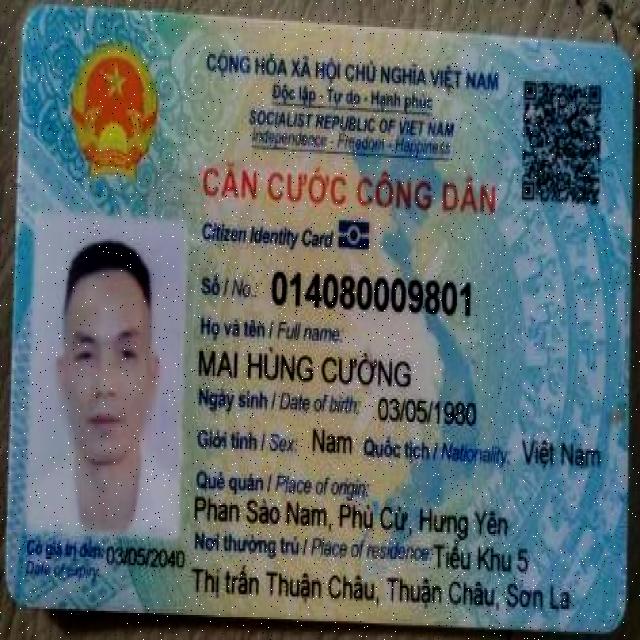 CỘNG HÒA XÃ HỘI CHỦ NGHĨA VIỆT NAM
Độc lập - Tự do - Hạnh phúc
SOCIALIST REPUBLIC OF VIET NAM
Independence - Freedom - Happiness
CĂN CƯỚC CÔNG DÂN
Citizen Identity Card
Số / No.: 014080009801
Họ và tên / Full name:
MAI HÙNG CƯỜNG
Ngày sinh / Date of birth: 03/05/1980
Giới tính / Sex: Nam Quốc tịch / Nationality: Việt Nam
Quê quán / Place of origin:
Phan Sào Nam, Phù Cừ, Hưng Yên
Nơi thường trú / Place of residence: Tiểu Khu 5
Thị trấn Thuận Châu, Thuận Châu, Sơn La
Có giá trị đến: 03/05/2040
Date of expiry: